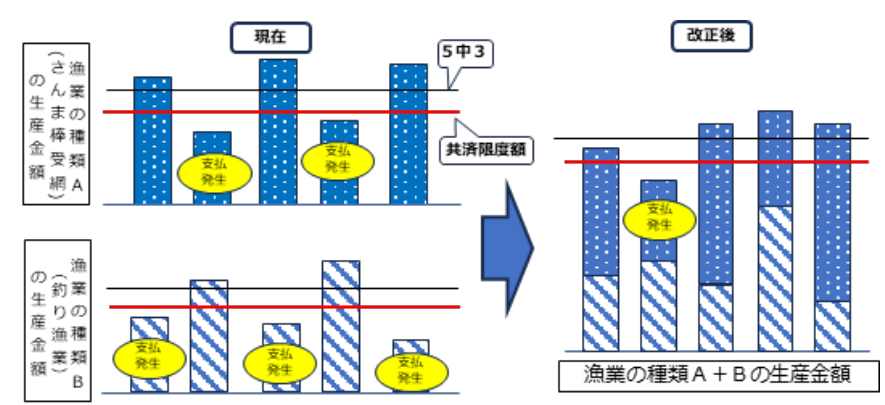 現在
改正後
5中3
漁業の種類A
(さんま棒受網)
の生産金額
支払
発生
支払
発生
共済限度額
支払
発生
漁業の種類B
(釣り漁業)
の生産金額
支払
発生
支払
発生
支払
発生
漁業の種類A+Bの生産金額